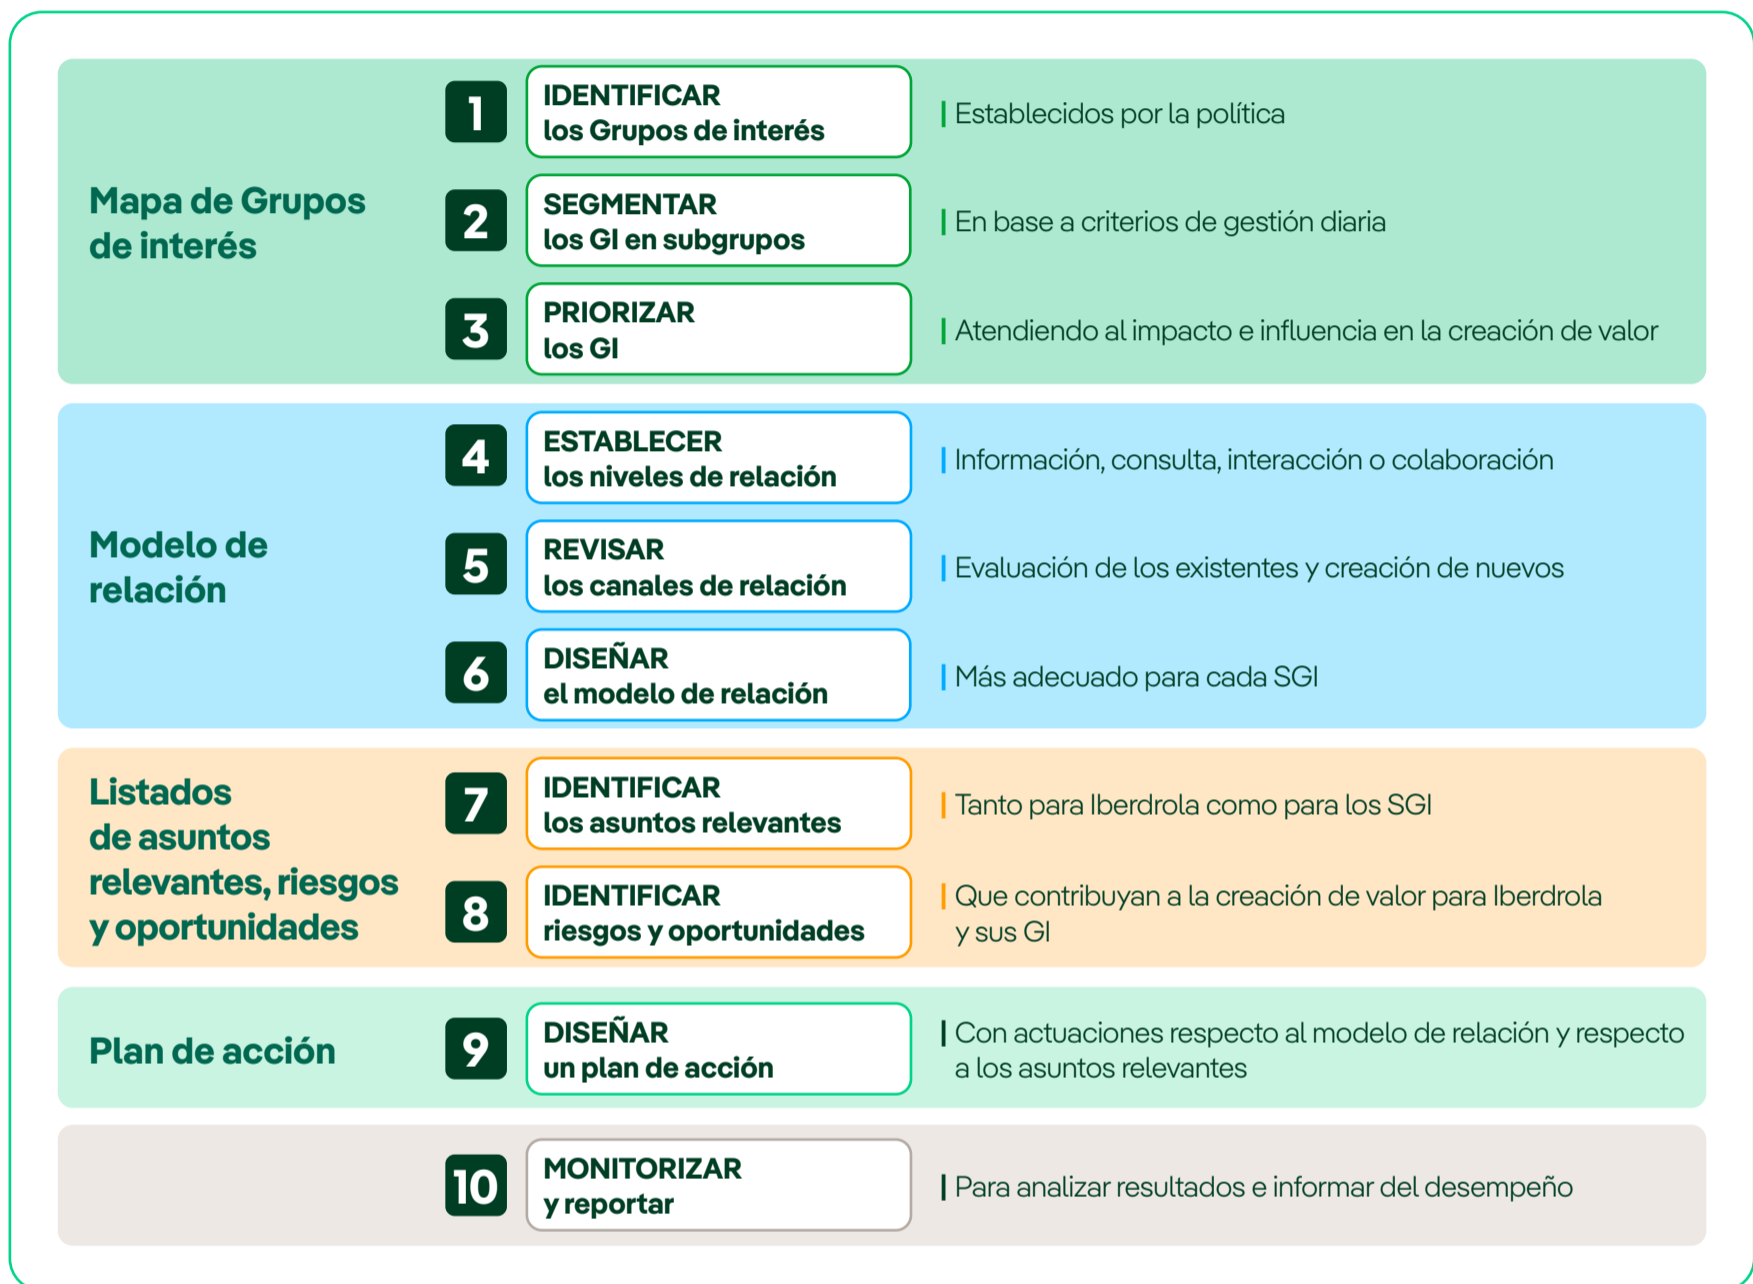 Mapa de Grupos
de interés
1
IDENTIFICAR
los Grupos de interés
Establecidos por la política
2
SEGMENTAR
los GI en subgrupos
En base a criterios de gestión diaria
3
PRIORIZAR
los GI
Atendiendo al impacto e influencia en la creación de valor
Modelo de
relación
4
ESTABLECER
los niveles de relación
Información, consulta, interacción o colaboración
5
REVISAR
los canales de relación
Evaluación de los existentes y creación de nuevos
6
DISEÑAR
el modelo de relación
Más adecuado para cada SGI
Listados
de asuntos
relevantes, riesgos
y oportunidades
7
IDENTIFICAR
los asuntos relevantes
Tanto para Iberdrola como para los SGI
8
IDENTIFICAR
riesgos y oportunidades
Que contribuyan a la creación de valor para Iberdrola
y sus GI
Plan de acción
9
DISEÑAR
un plan de acción
Con actuaciones respecto al modelo de relación y respecto
a los asuntos relevantes
10
MONITORIZAR
y reportar
Para analizar resultados e informar del desempeño